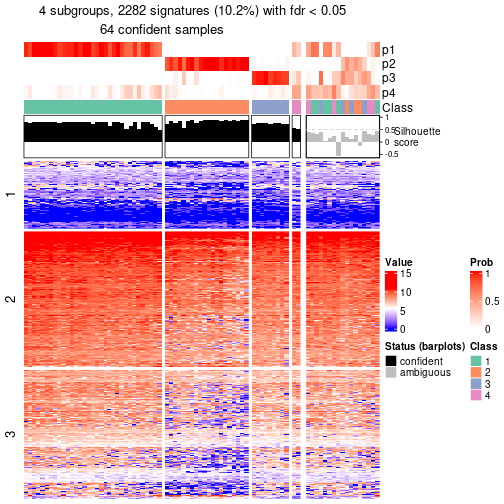 4 subgroups, 2282 signatures (10.2%) with fdr < 0.05
64 confident samples
p1
p2
p3
p4
Class
1
0.5
0
-0.5
Silhouette
score
1
2
3
Value
15
10
5
0
Prob
1
0.5
0
Status (barplots)
confident
ambiguous
Class
1
2
3
4